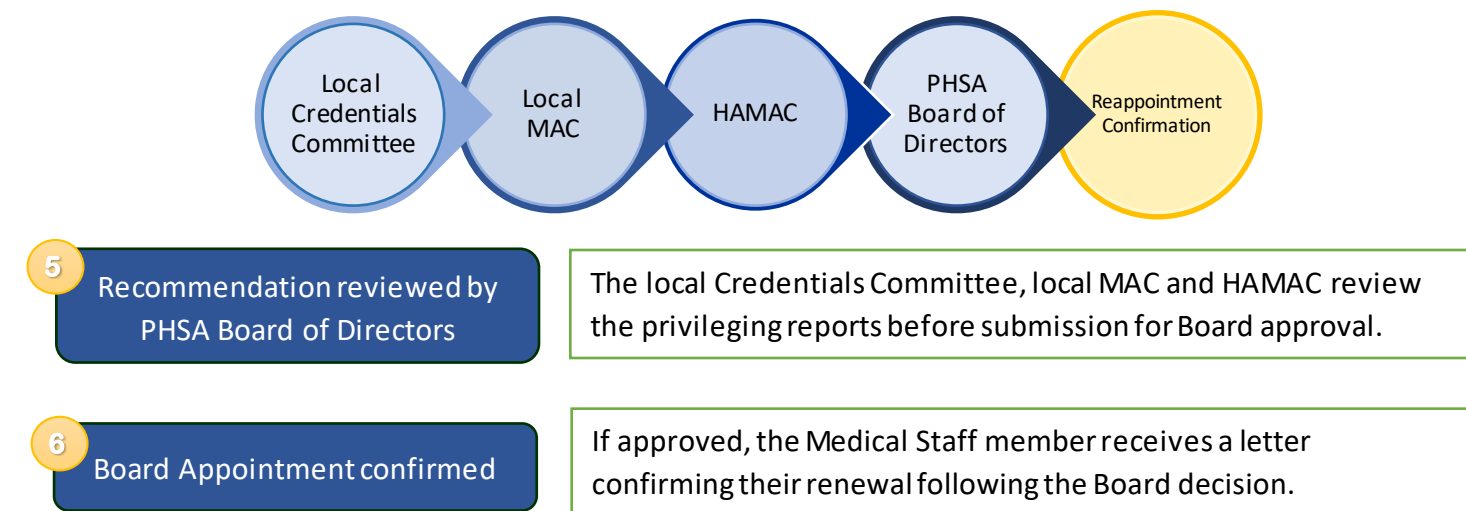 Local
Credentials
Committee
Local
MAC
HAMAC
PHSA
Board of
Directors
Reappointment
Confirmation
5
Recommendation reviewed by
PHSA Board of Directors
The local Credentials Committee, local MAC and HAMAC review
the privileging reports before submission for Board approval.
6
Board Appointment confirmed
If approved, the Medical Staff member receives a letter
confirming their renewal following the Board decision.